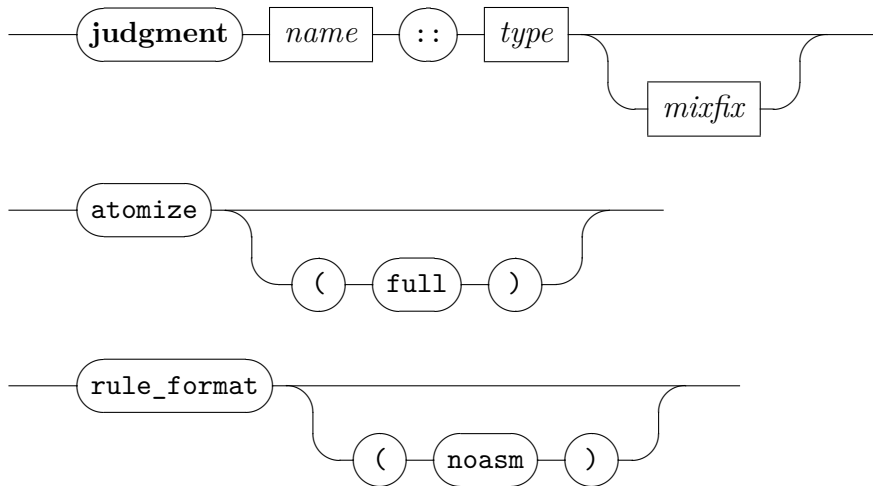 judgment name :: type
mixfix
atomize
( full )
rule_format
( noasm )